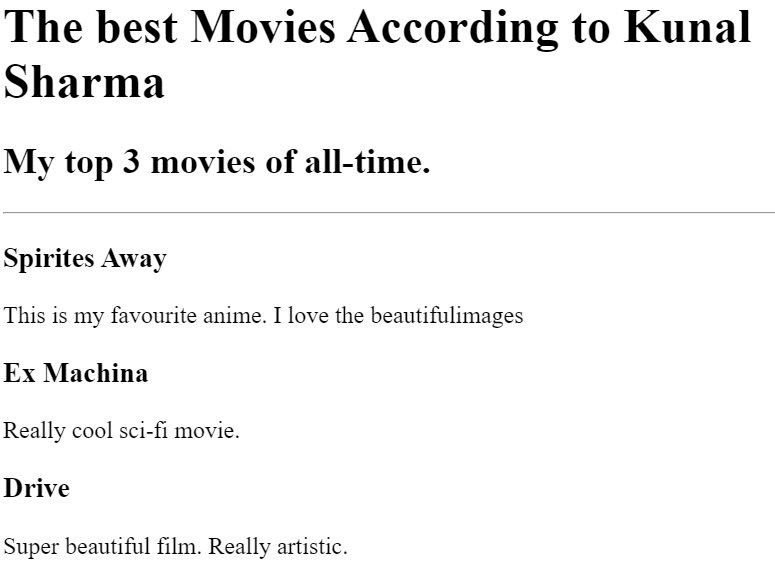 The best Movies According to Kunal
Sharma
My top 3 movies of all-time.
Spirites Away
This is my favourite anime. I love the beautifulimages
Ex Machina
Really cool sci-fi movie.
Drive
Super beautiful film. Really artistic.